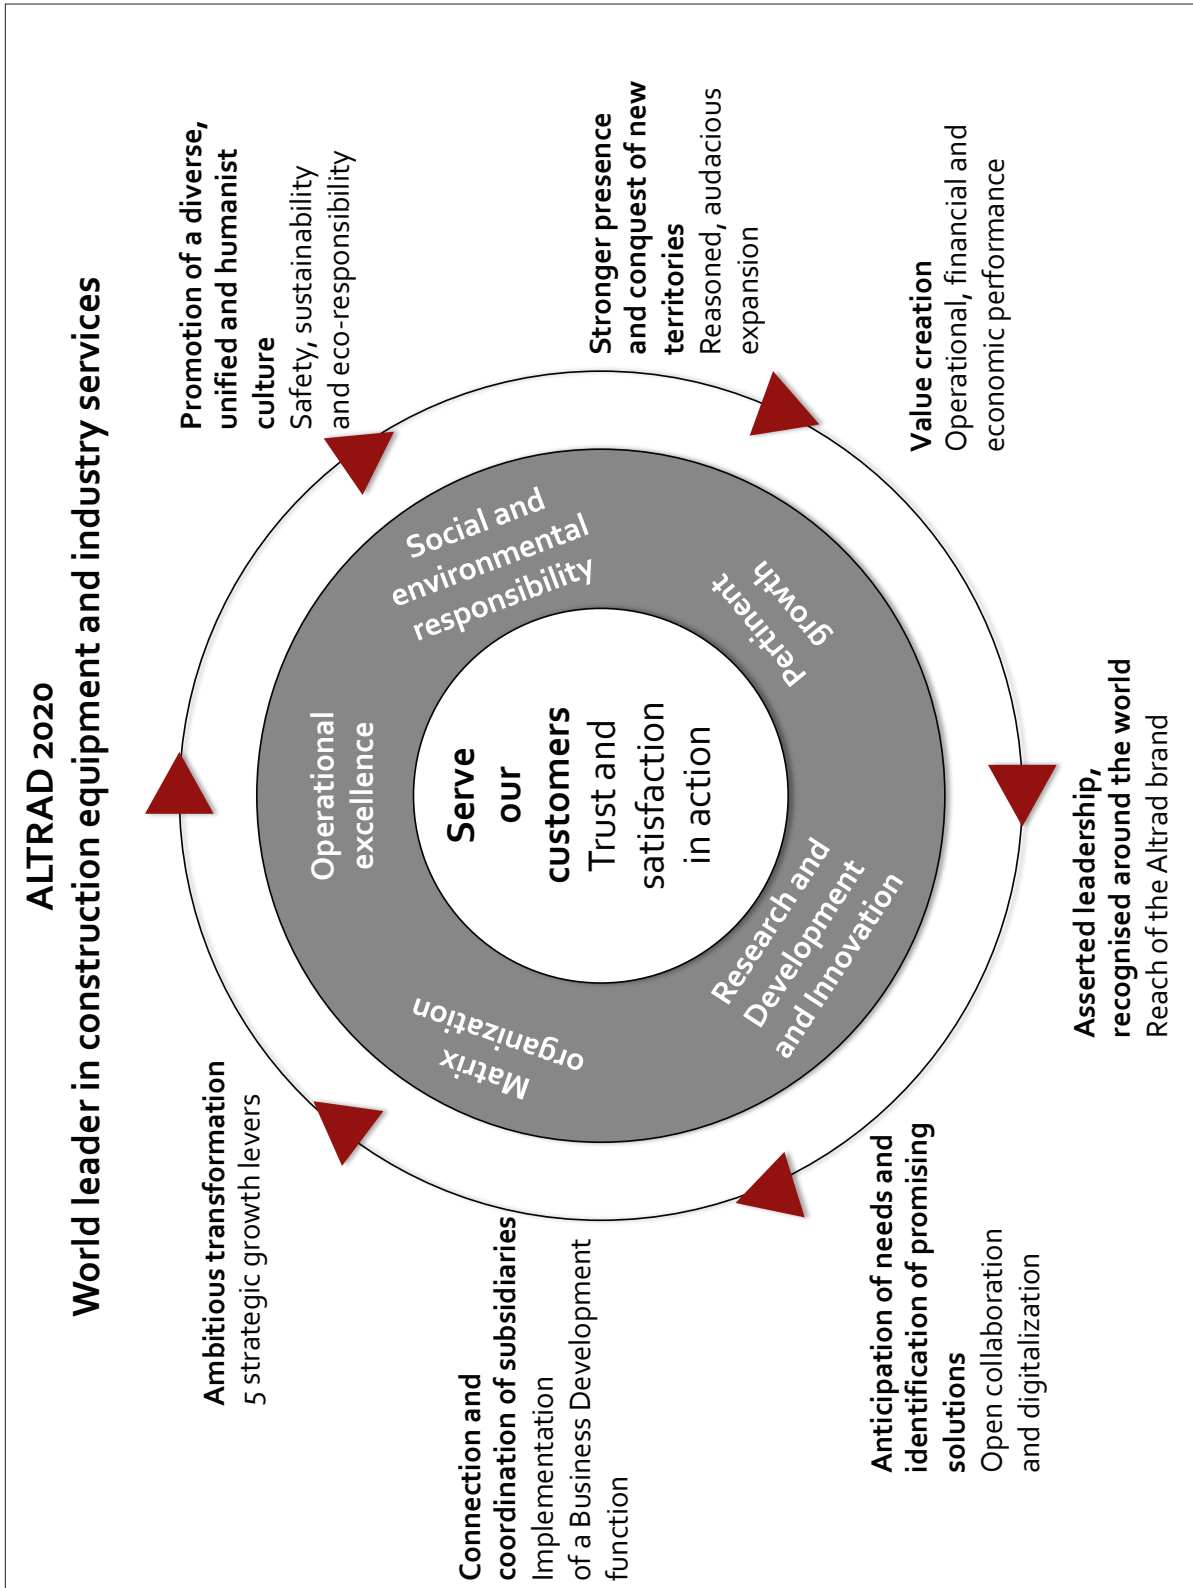 ALTRAD 2020
World leader in construction equipment and industry services
Ambitious transformation
5 strategic growth levers
Promotion of a diverse,
unified and humanist
culture
Safety, sustainability
and eco-responsibility
Stronger presence
and conquest of new
territories
Reasoned, audacious
expansion
Value creation
Operational, financial and
economic performance
Asserted leadership,
recognised around the world
Reach of the Altrad brand
Anticipation of needs and
identification of promising
solutions
Open collaboration
and digitalization
Connection and
coordination of subsidiaries
Implementation
of a Business Development
function
Operational
excellence
Social and
environmental
responsibility
Pertinent
growth
Research and
Development
and Innovation
Matrix
organization
Serve
our
customers
Trust and
satisfaction
in action